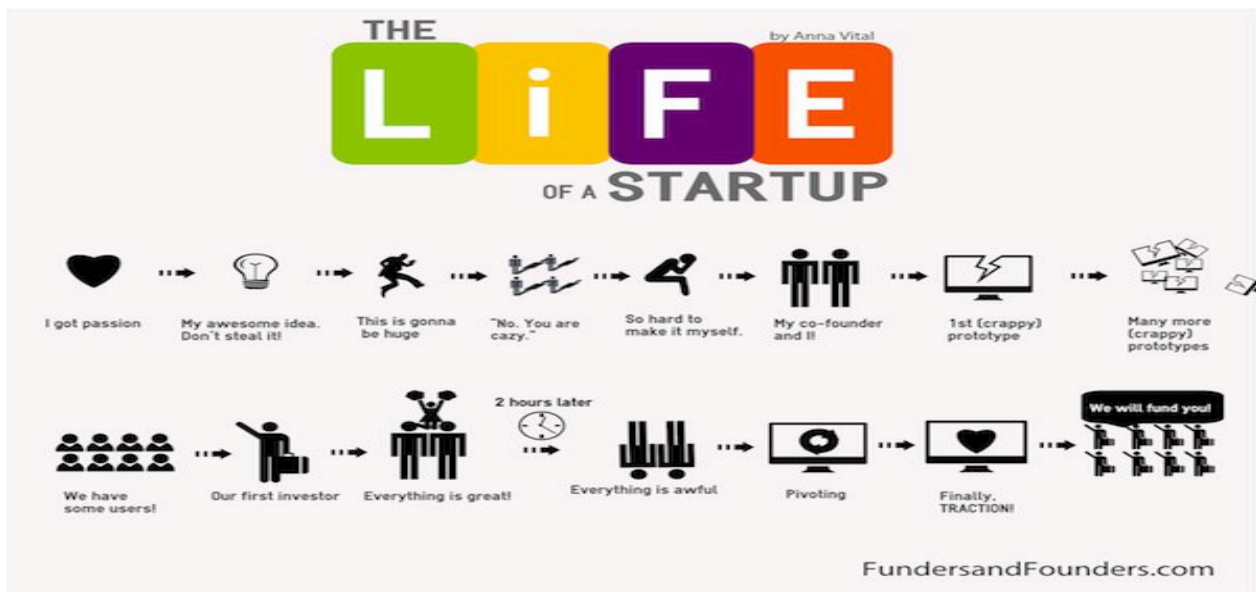 THE
by Anna Vital
LiFE
OF A STARTUP
I got passion
My awesome idea.
Don't steal it!
This is gonna
be huge
"No. You are
cazy."
So hard to
make it myself.
My co-founder
and I!
1st (crappy)
prototype
Many more
(crappy)
prototypes
We have
some users!
Our first investor
Everything is great!
2 hours later
Everything is awful
Pivoting
Finally,
TRACTION!
We will fund you!
FundersandFounders.com